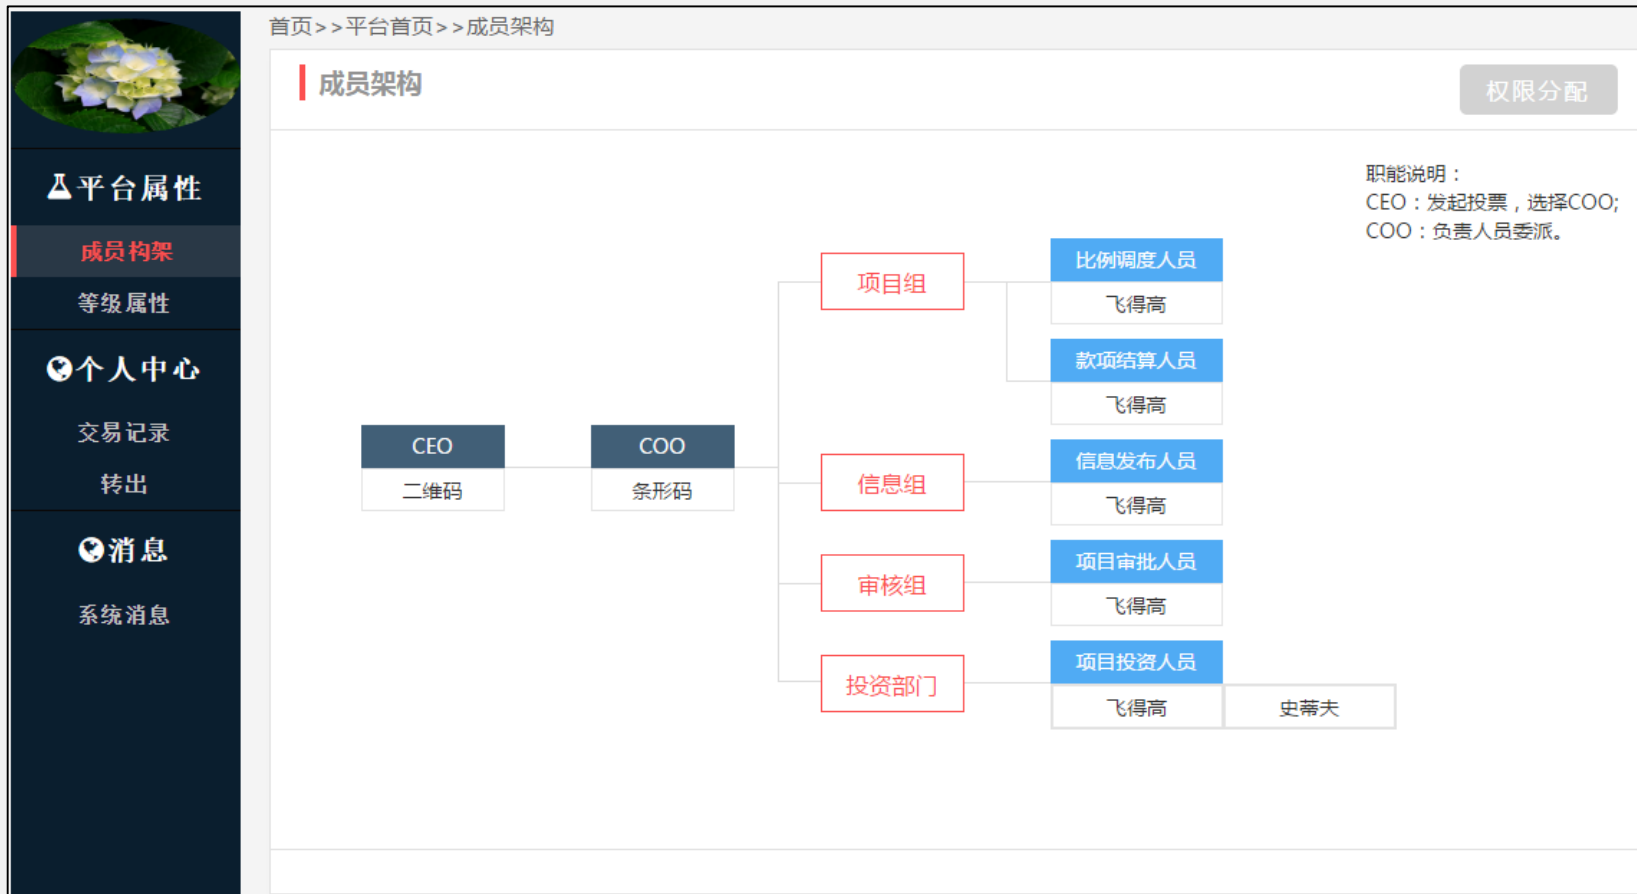 首页>>平台首页>>成员架构
成员架构
权限分配
平台属性
成员构架
等级属性
个人中心
交易记录
转出
消息
系统消息
职能说明：
CEO：发起投票，选择COO;
COO：负责人员委派。
CEO
二维码
COO
条形码
项目组
比例调度人员
飞得高
款项结算人员
飞得高
信息组
信息发布人员
飞得高
审核组
项目审批人员
飞得高
投资部门
项目投资人员
飞得高
史蒂夫